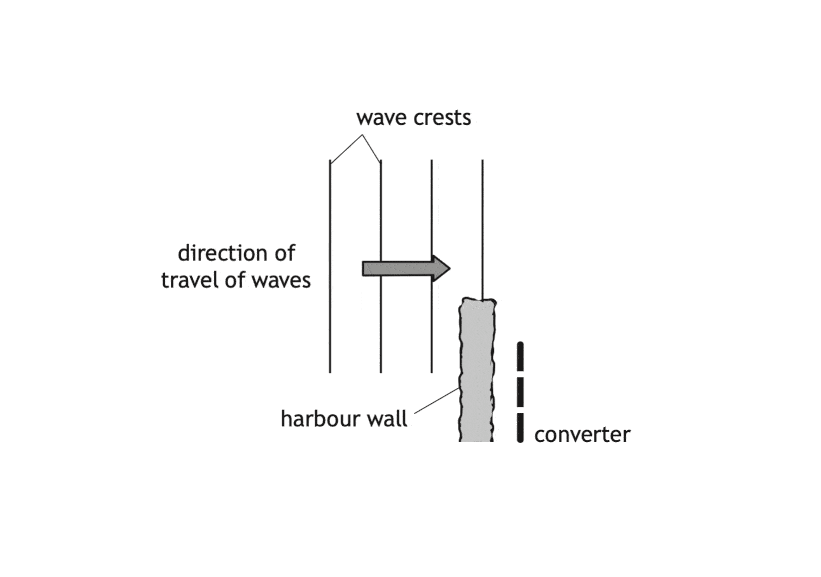 wave crests
direction of
travel of waves
harbour wall
converter